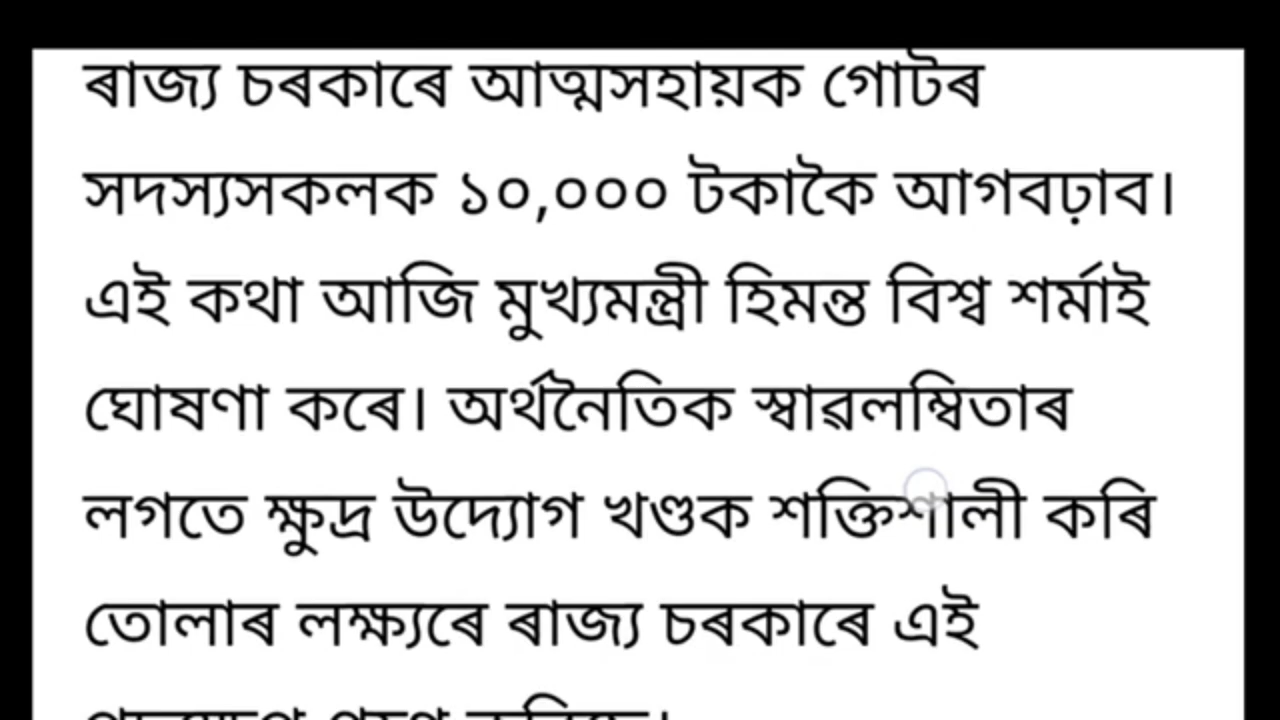 ৰাজ্য চৰকাৰে আত্মসহায়ক গোটৰ
সদস্যসকলক ১০,০০০ টকাকৈ আগবঢ়াব।
এই কথা আজি মুখ্যমন্ত্ৰী হিমন্ত বিশ্ব শৰ্মাই
ঘোষণা কৰে। অৰ্থনৈতিক স্বাৱলম্বিতাৰ
লগতে ক্ষুদ্ৰ উদ্যোগ খণ্ডক শক্তিশালী কৰি
তোলাৰ লক্ষ্যৰে ৰাজ্য চৰকাৰে এই